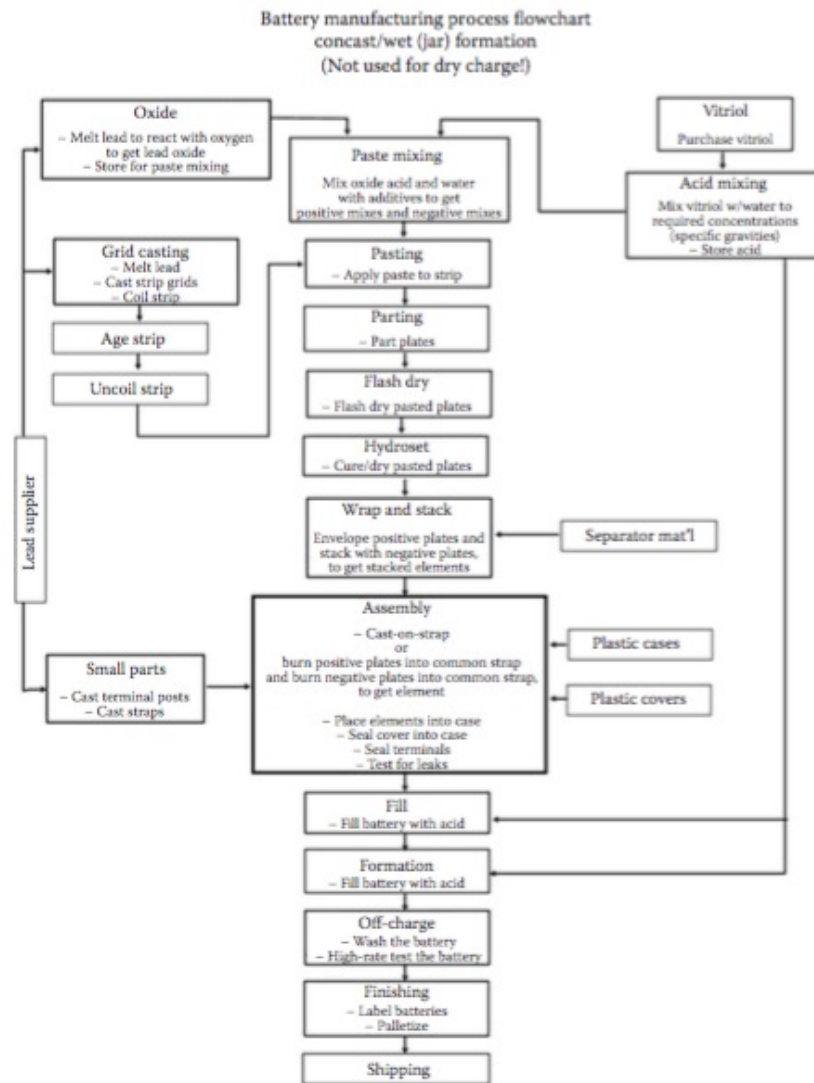 Battery manufacturing process flowchart
concast/wet (jar) formation
(Not used for dry charge!)
Oxide
– Melt lead to react with oxygen
to get lead oxide
– Store for paste mixing
Vitriol
Purchase vitriol
Paste mixing
Mix oxide acid and water
with additives to get
positive mixes and negative mixes
Acid mixing
Mix vitriol w/water to
required concentrations
(specific gravities)
– Store acid
Grid casting
– Melt lead
– Cast strip grids
– Coil strip
Pasting
– Apply paste to strip
Age strip
Parting
– Part plates
Uncoil strip
Flash dry
– Flash dry pasted plates
Hydroset
– Cure/dry pasted plates
Lead supplier
Wrap and stack
Envelope positive plates and
stack with negative plates,
to get stacked elements
Separator mat'l
Assembly
– Cast-on-strap
or
burn positive plates into common strap
and burn negative plates into common strap,
to get element
– Place elements into case
– Seal cover into case
– Seal terminals
– Test for leaks
Plastic cases
Plastic covers
Small parts
– Cast terminal posts
– Cast straps
Fill
– Fill battery with acid
Formation
– Fill battery with acid
Off-charge
– Wash the battery
– High-rate test the battery
Finishing
– Label batteries
– Palletize
Shipping